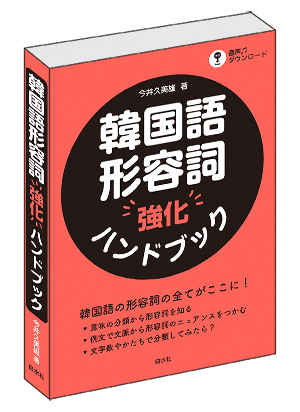 韓国語形容詞強化ハンドブック
今井久美雄 著
白水社
音声♫
ダウンロード
今井久美雄 著
韓国語
形容詞
強化
ハンドブック
韓国語の形容詞の全てがここに！
▼意味の分類から形容詞を知る
▼例文で文脈から形容詞のニュアンスをつかむ
▼文字数やかたちで分類してみたら？
白水社